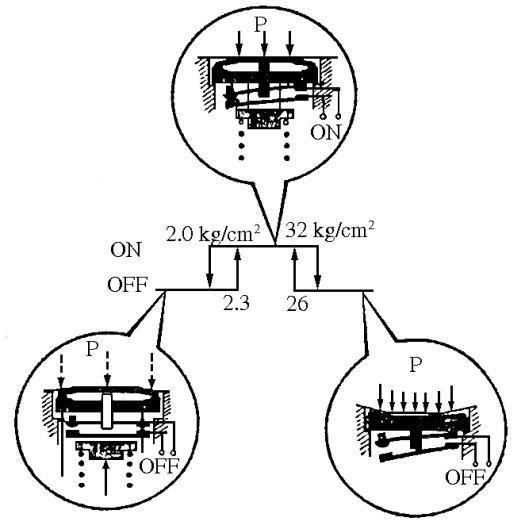 P
ON
2.0 kg/cm² 32 kg/cm²
ON
OFF
2.3 26
P
OFF
P
OFF